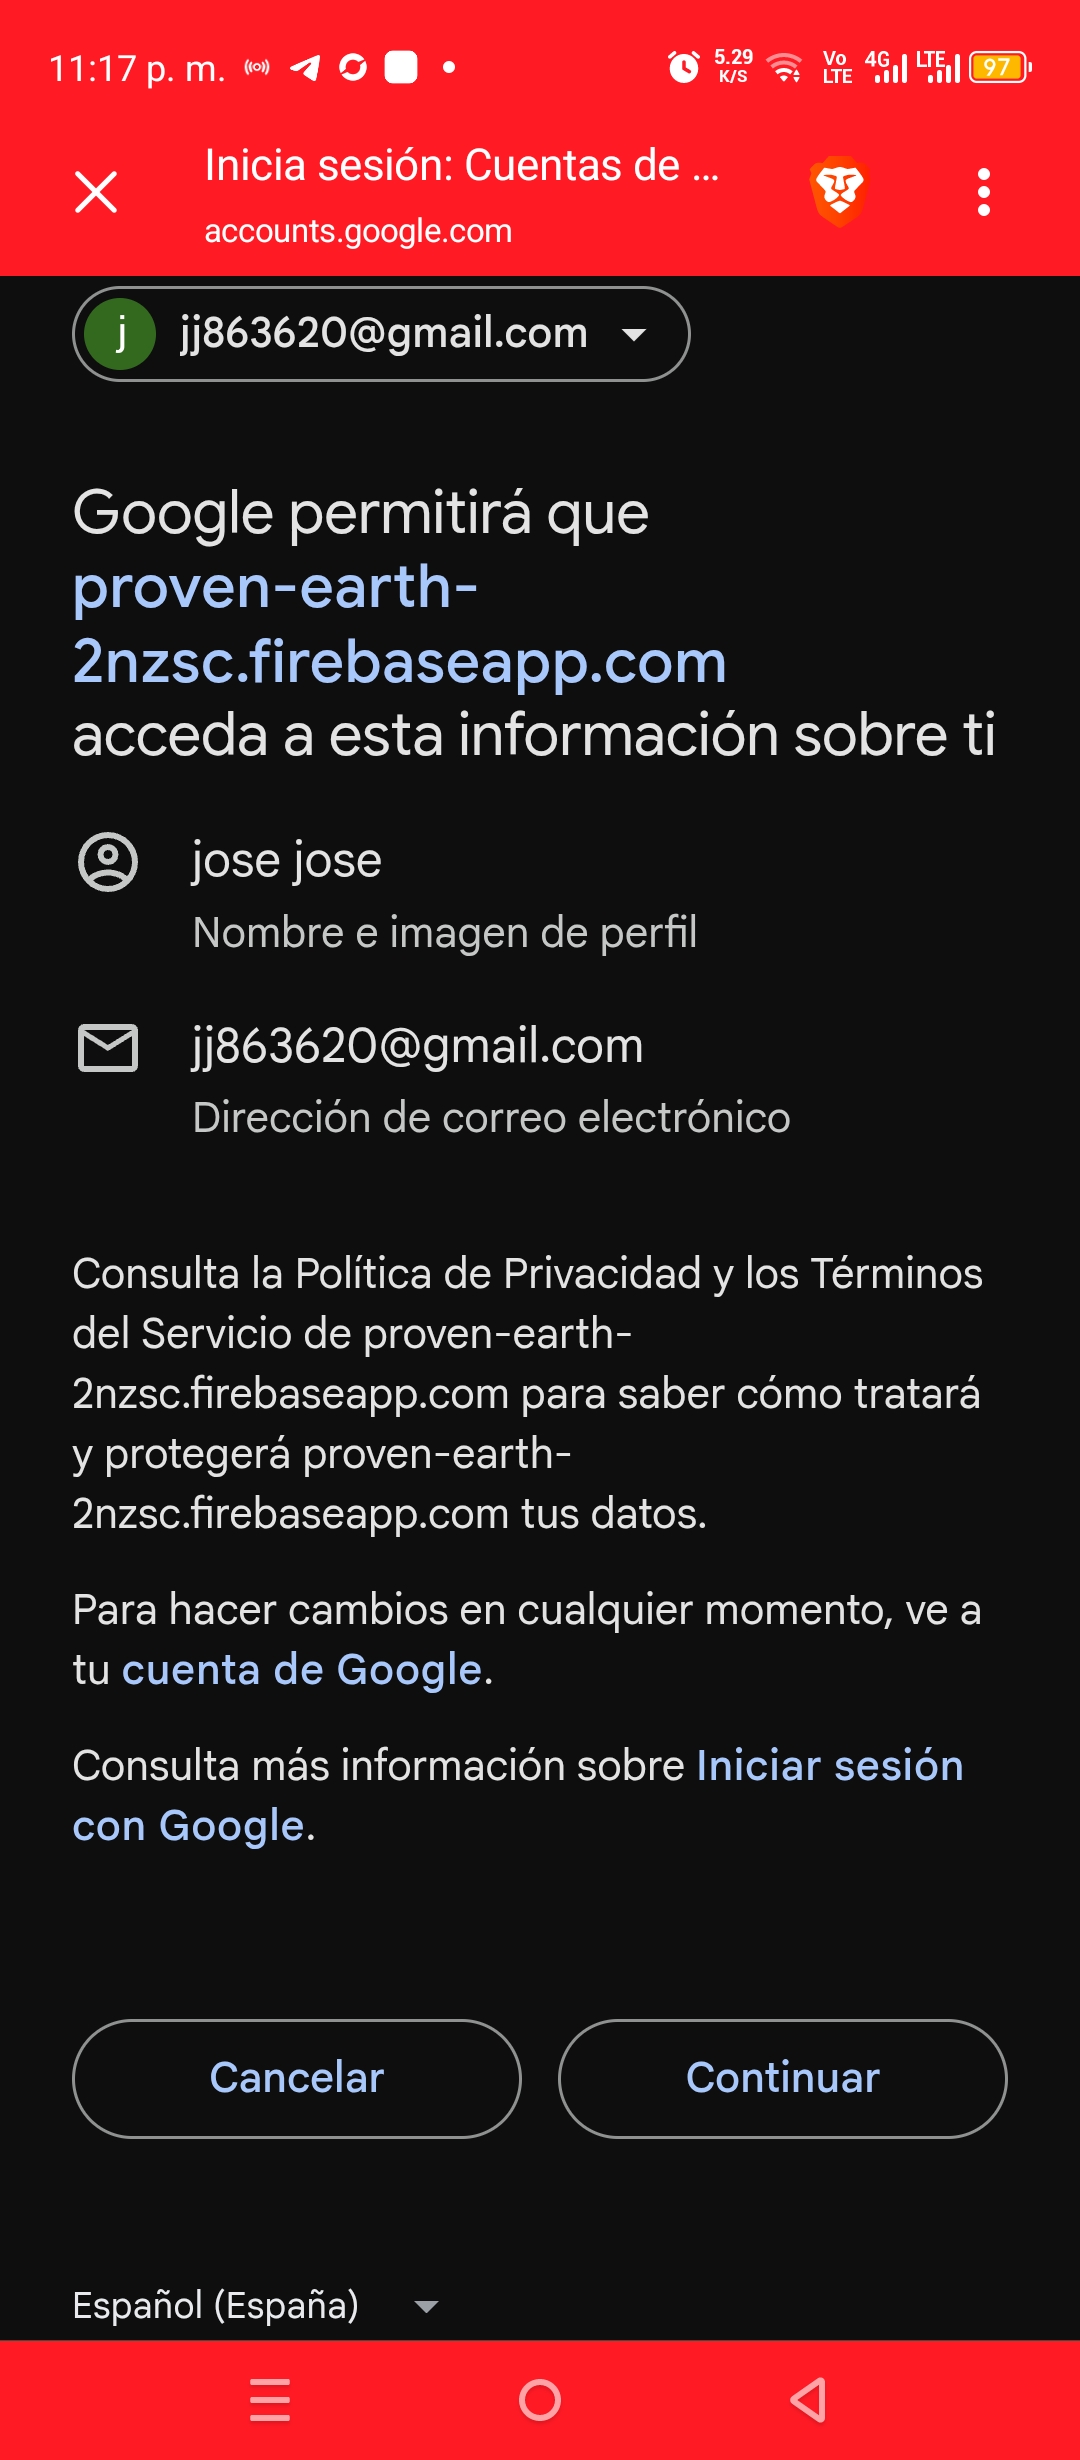 11:17 p. m.
5.29
K/S
Vo
LTE
4G
LTE
97
Inicia sesión: Cuentas de ...
accounts.google.com
j
jj863620@gmail.com
Google permitirá que
proven-earth-
2nzsc.firebaseapp.com
acceda a esta información sobre ti
jose jose
Nombre e imagen de perfil
jj863620@gmail.com
Dirección de correo electrónico
Consulta la Política de Privacidad y los Términos
del Servicio de proven-earth-
2nzsc.firebaseapp.com para saber cómo tratará
y protegerá proven-earth-
2nzsc.firebaseapp.com tus datos.
Para hacer cambios en cualquier momento, ve a
tu cuenta de Google.
Consulta más información sobre Iniciar sesión
con Google.
Cancelar
Continuar
Español (España)